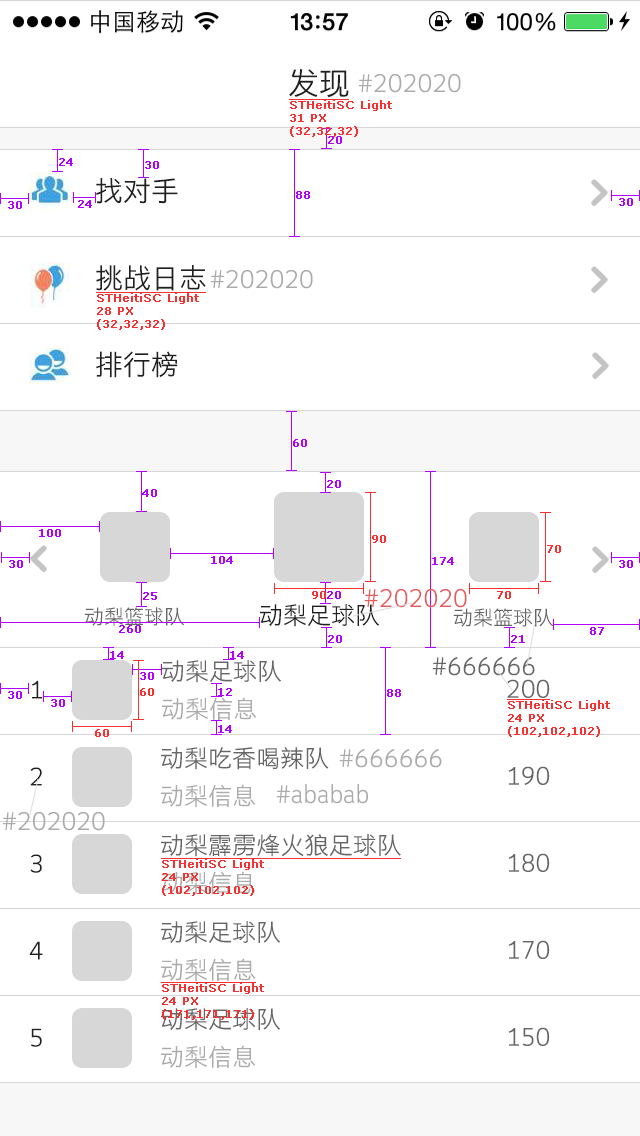 中国移动 13:57 100%
发现 #202020
STHeitiSC Light
31 PX
(32,32,32)
20
24 30
30 24 找对手 88 30
挑战日志 #202020
STHeitiSC Light
28 PX
(32,32,32)
排行榜
60
40 20
100 90
104 70
30 174 30
25 90 20 70
#202020
动梨篮球队 动梨足球队 动梨篮球队
260 20 21 87
14 14 #666666
1 动梨足球队 200
30 30 60 30 12 88
动梨信息
STHeitiSC Light
24 PX
(102,102,102)
60 14
2 动梨吃香喝辣队 #666666 190
动梨信息 #ababab
#202020
3 动梨霹雳烽火狼足球队 180
STHeitiSC Light
24 PX
动梨信息
(102,102,102)
4 动梨足球队 170
动梨信息
STHeitiSC Light
24 PX
(171,171,171)
5 动梨足球队 150
动梨信息